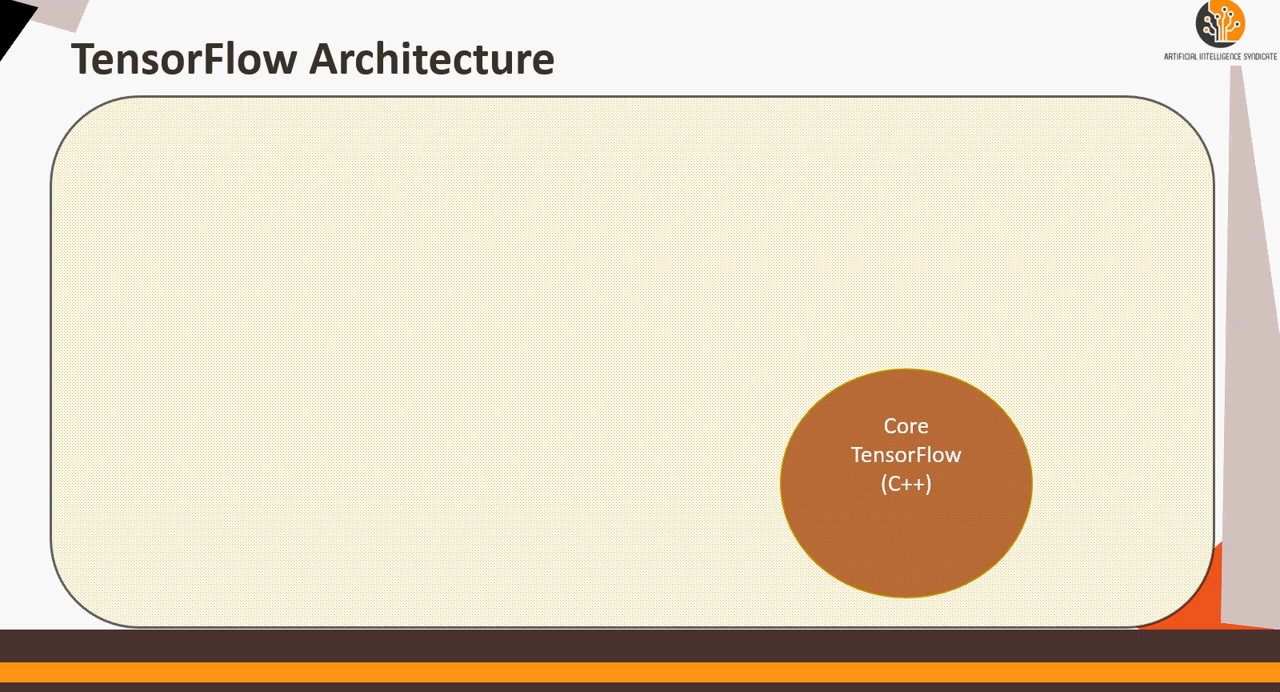 TensorFlow Architecture
ARTIFICIAL INTELLIGENCE SYNDICATE
Core
TensorFlow
(C++)